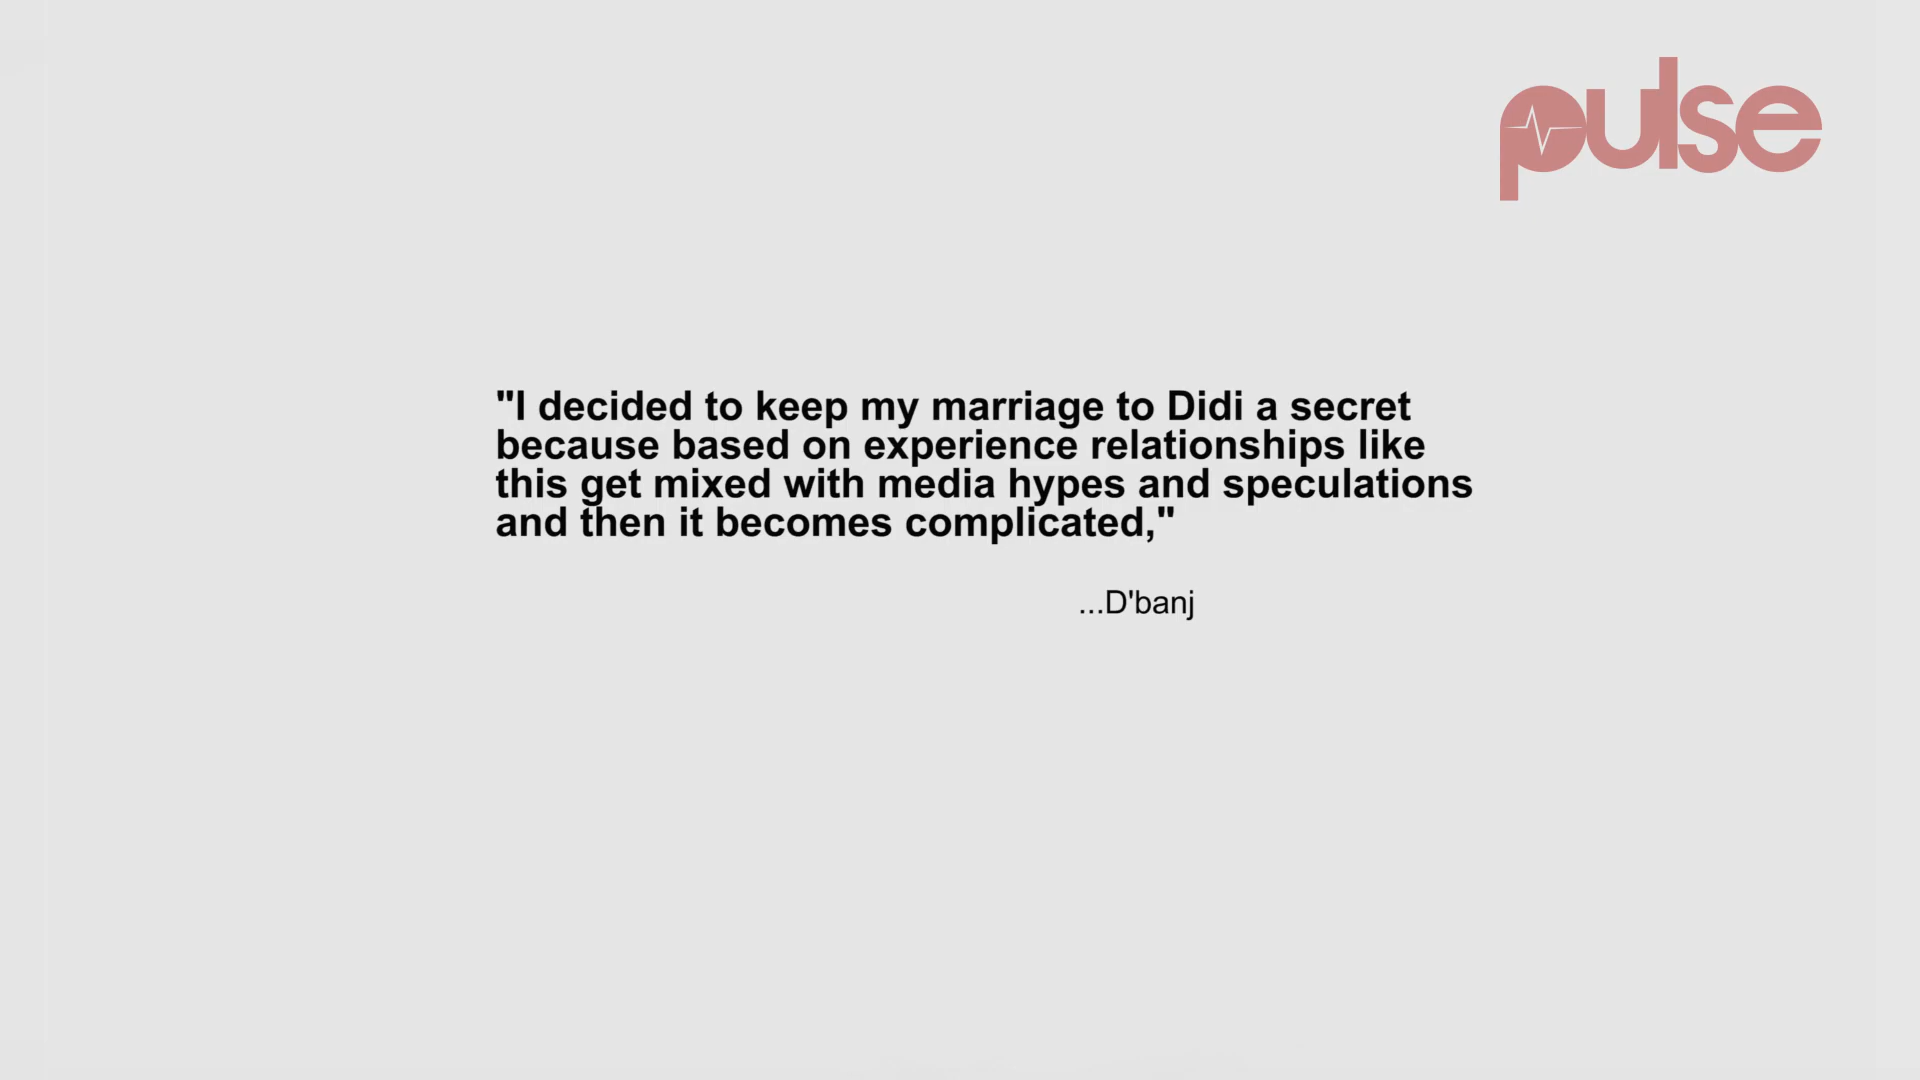 pulse
"I decided to keep my marriage to Didi a secret
because based on experience relationships like
this get mixed with media hypes and speculations
and then it becomes complicated,"
...D'banj